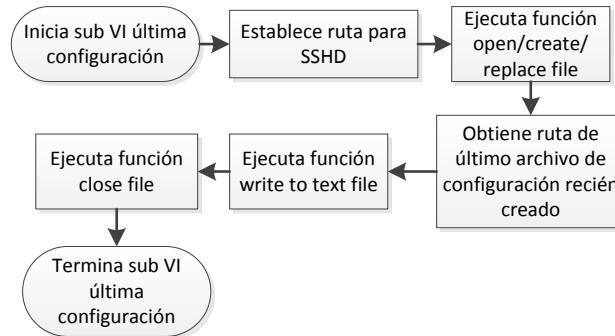 Inicia sub VI última
configuración
Establece ruta para
SSHD
Ejecuta función
open/create/
replace file
Obtiene ruta de
último archivo de
configuración recién
creado
Ejecuta función
write to text file
Ejecuta función
close file
Termina sub VI
última
configuración